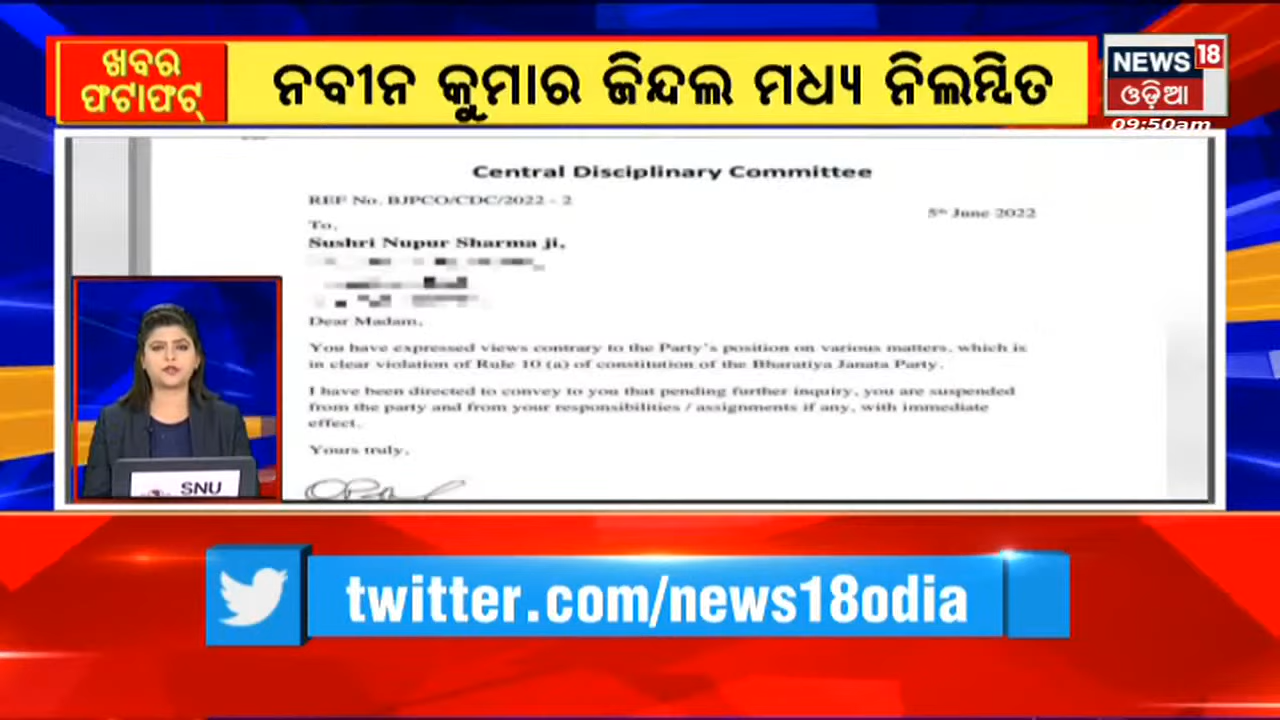 ଖବର
ଫଟାଫଟ୍
ନବୀନ କୁମାର ଜିନ୍ଦଲ ମଧ୍ୟ ନିଲମ୍ବିତ
NEWS 18
ଓଡ଼ିଆ
09:50am
Central Disciplinary Committee
REF No. BJPCO/CDC/2022 - 2
5th June 2022
To,
Sushri Nupur Sharma ji,
Dear Madam,
You have expressed views contrary to the Party's position on various matters, which is
in clear violation of Rule 10 (a) of constitution of the Bharatiya Janata Party.
I have been directed to convey to you that pending further inquiry, you are suspended
from the party and from your responsibilities / assignments if any, with immediate
effect.
Yours truly,
SNU
twitter.com/news18odia